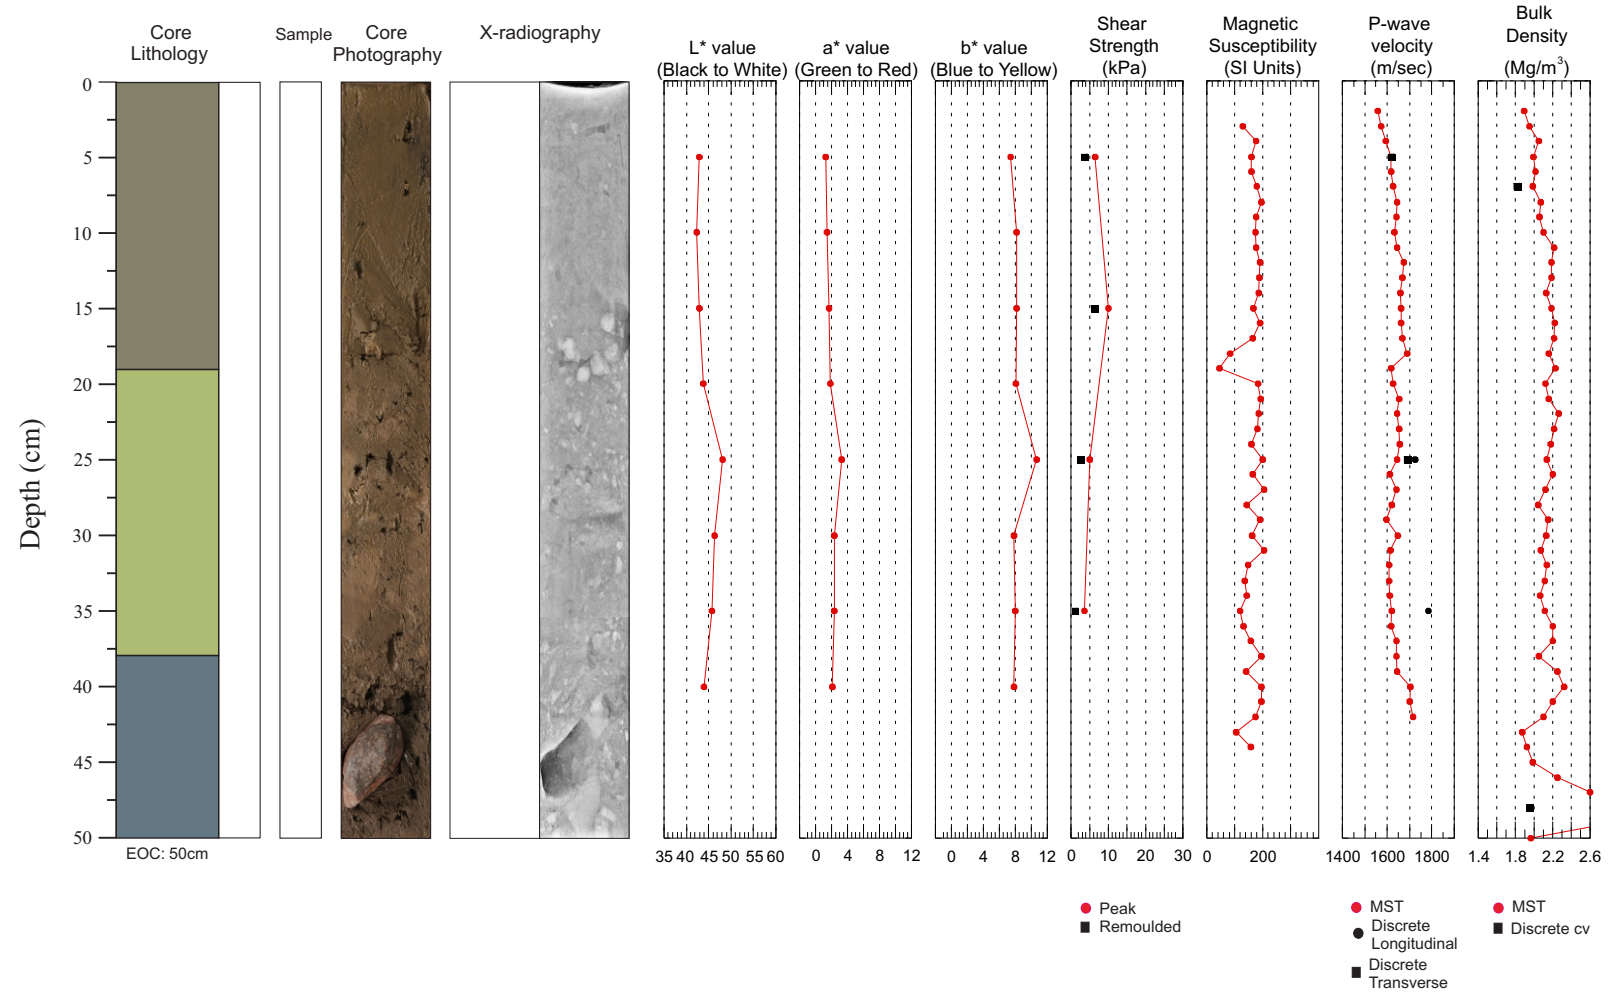 Core
Lithology
Sample
Core
Photography
X-radiography
L* value
(Black to White)
a* value
(Green to Red)
b* value
(Blue to Yellow)
Shear
Strength
(kPa)
Magnetic
Susceptibility
(SI Units)
P-wave
velocity
(m/sec)
Bulk
Density
(Mg/m³)
Depth (cm)
0
5
10
15
20
25
30
35
40
45
50
EOC: 50cm
35 40 45 50 55 60
0 4 8 12
0 4 8 12
0 10 20 30
0 200
1400 1600 1800
1.4 1.8 2.2 2.6
Peak
Remoulded
MST
Discrete
Longitudinal
Discrete
Transverse
MST
Discrete cv